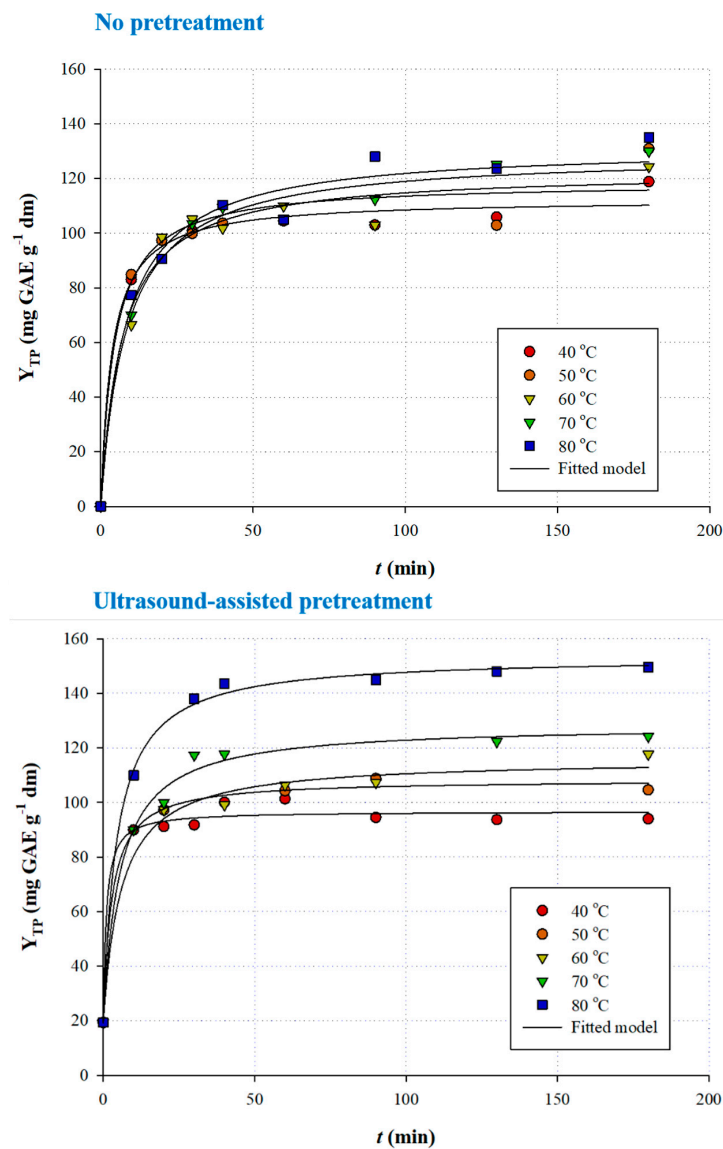 No pretreatment
160
140
120
100
80
60
40
20
0
Y_TP (mg GAE g⁻¹ dm)
40 °C
50 °C
60 °C
70 °C
80 °C
Fitted model
0 50 100 150 200
t (min)
Ultrasound-assisted pretreatment
160
140
120
100
80
60
40
20
0
Y_TP (mg GAE g⁻¹ dm)
40 °C
50 °C
60 °C
70 °C
80 °C
Fitted model
0 50 100 150 200
t (min)